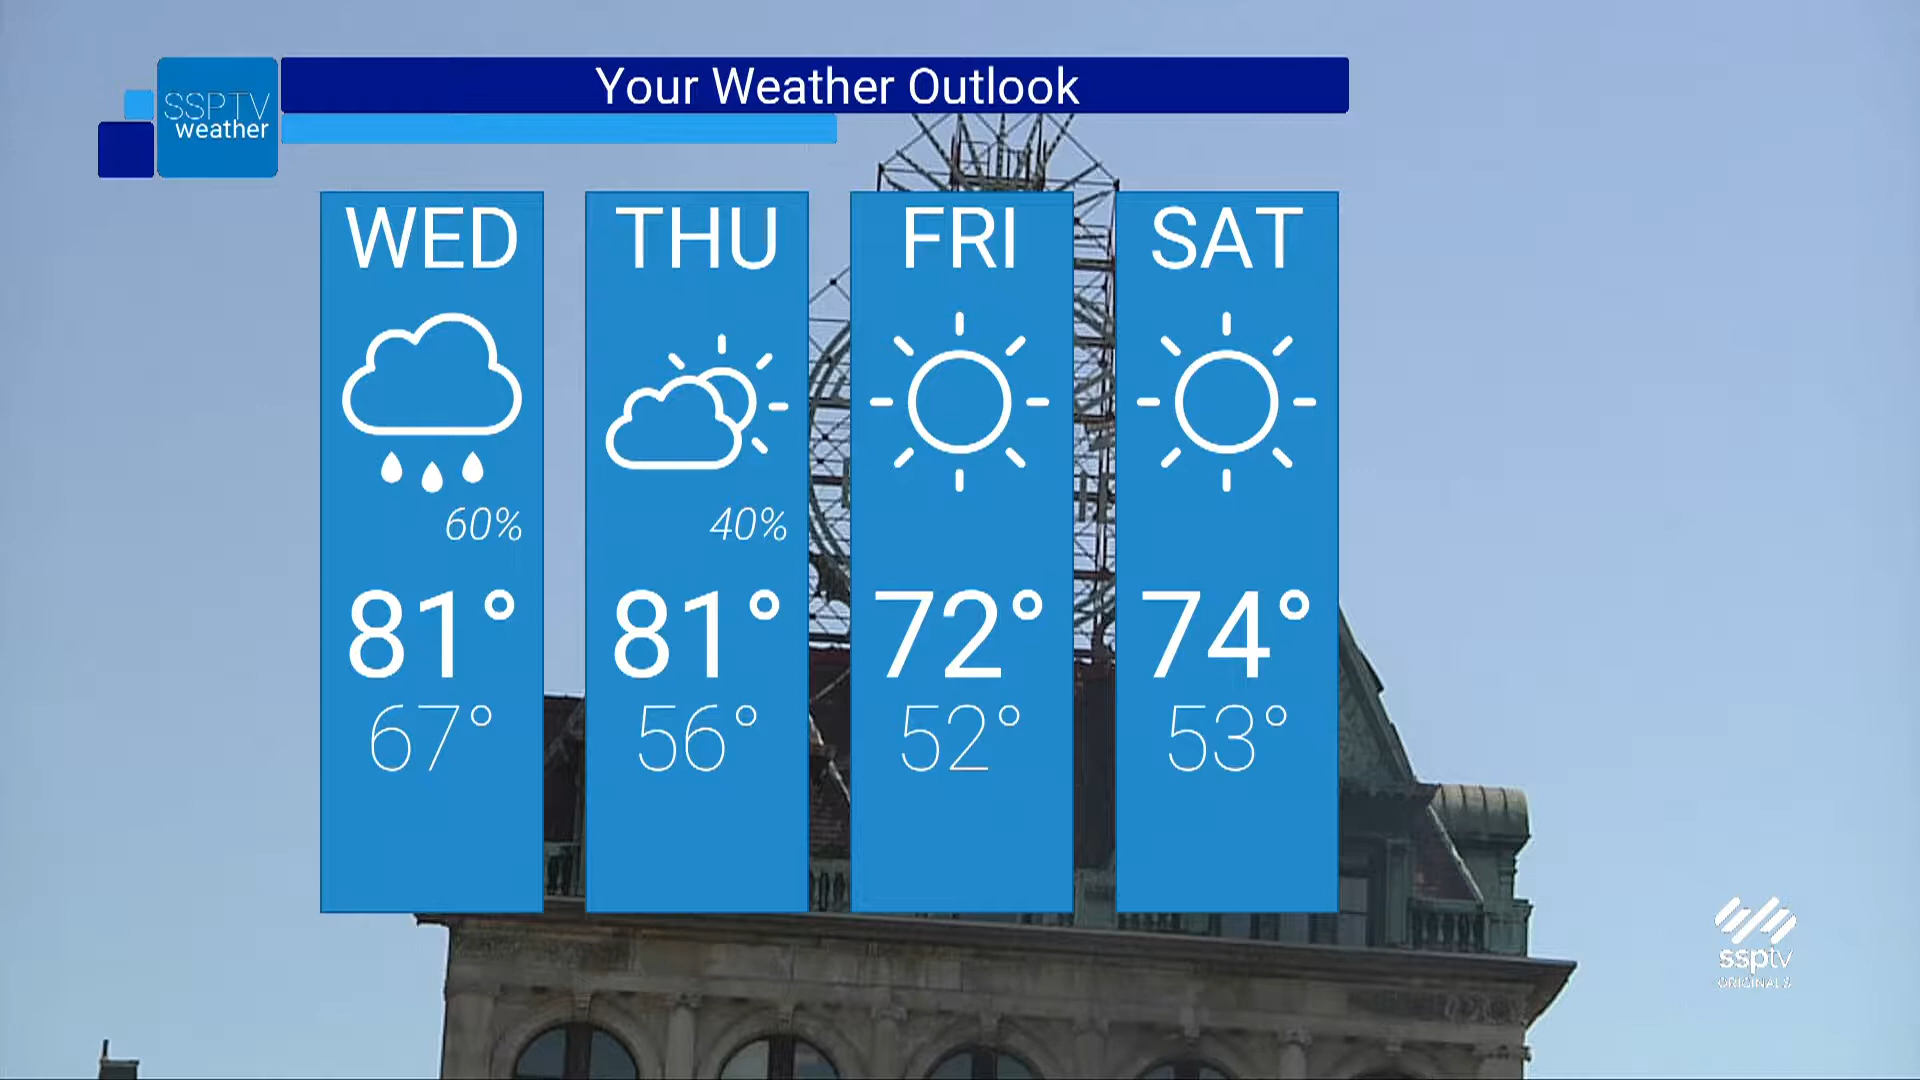 Your Weather Outlook
SSPTV
weather
WED
60%
81°
67°
THU
40%
81°
56°
FRI
72°
52°
SAT
74°
53°
ssptv
ORIGINALS